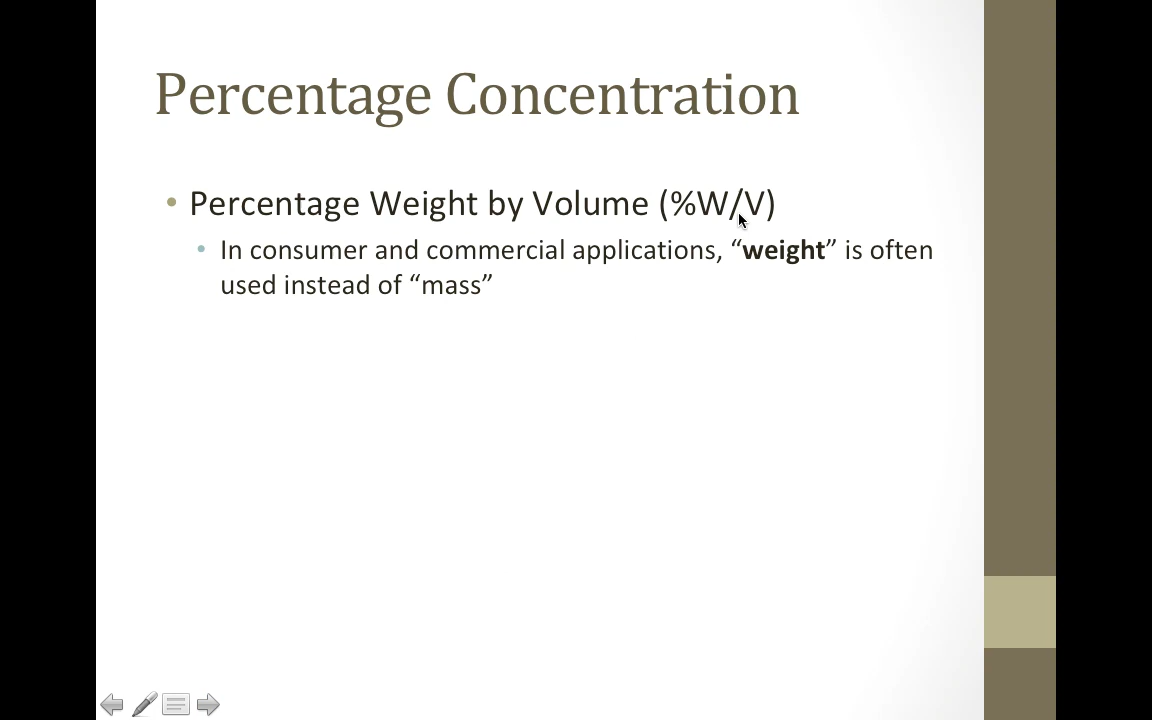 Percentage Concentration
• Percentage Weight by Volume (%W/V)
• In consumer and commercial applications, “weight” is often
used instead of “mass”